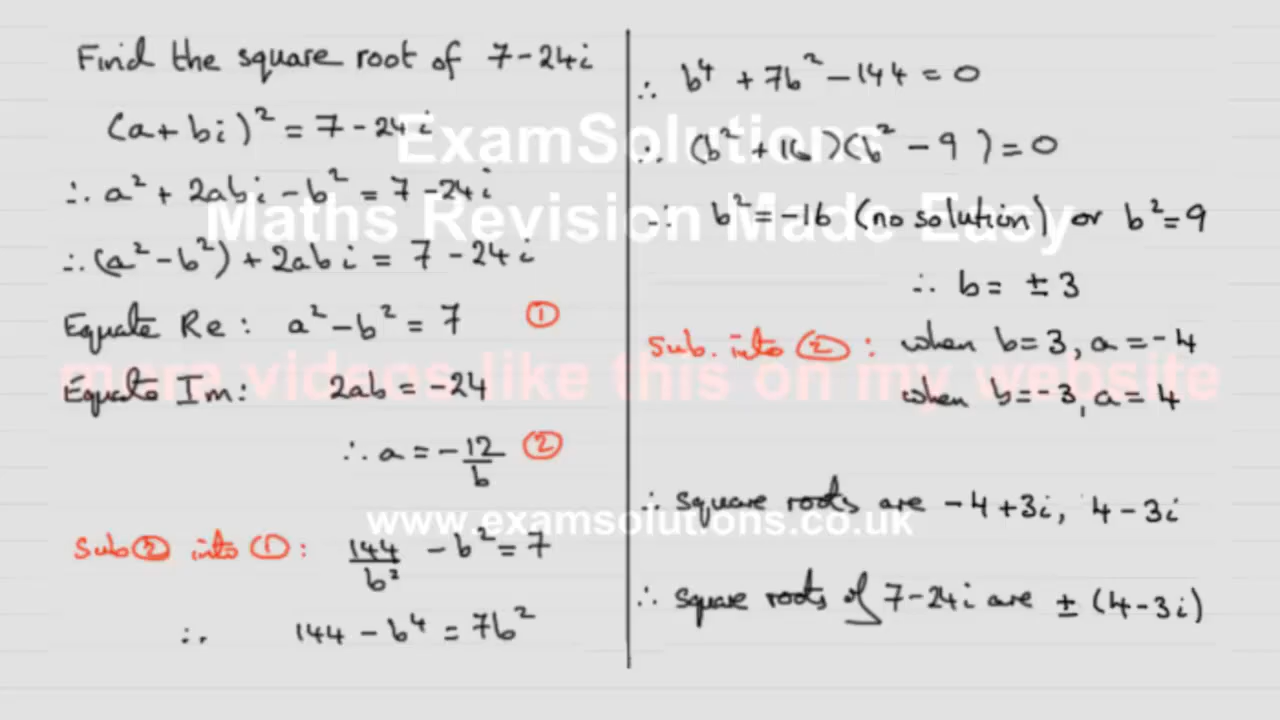 Find the square root of 7-24i
(a+bi)² = 7-24i
∴ a² + 2abi - b² = 7-24i
∴ (a² - b²) + 2abi = 7 - 24i
Equate Re: a² - b² = 7 ①
Equate Im: 2ab = -24
∴ a = -12/b ②
Sub ② into ①: 144/b² - b² = 7
∴ 144 - b⁴ = 7b²
∴ b⁴ + 7b² - 144 = 0
∴ (b² + 16)(b² - 9) = 0
∴ b² = -16 (no solution) or b² = 9
∴ b = ± 3
Sub. into ②: when b=3, a=-4
when b=-3, a=4
∴ square roots are -4+3i, 4-3i
∴ square roots of 7-24i are ± (4-3i)
ExamSolutions
Maths Revision Made Easy
more videos like this on my website
www.examsolutions.co.uk